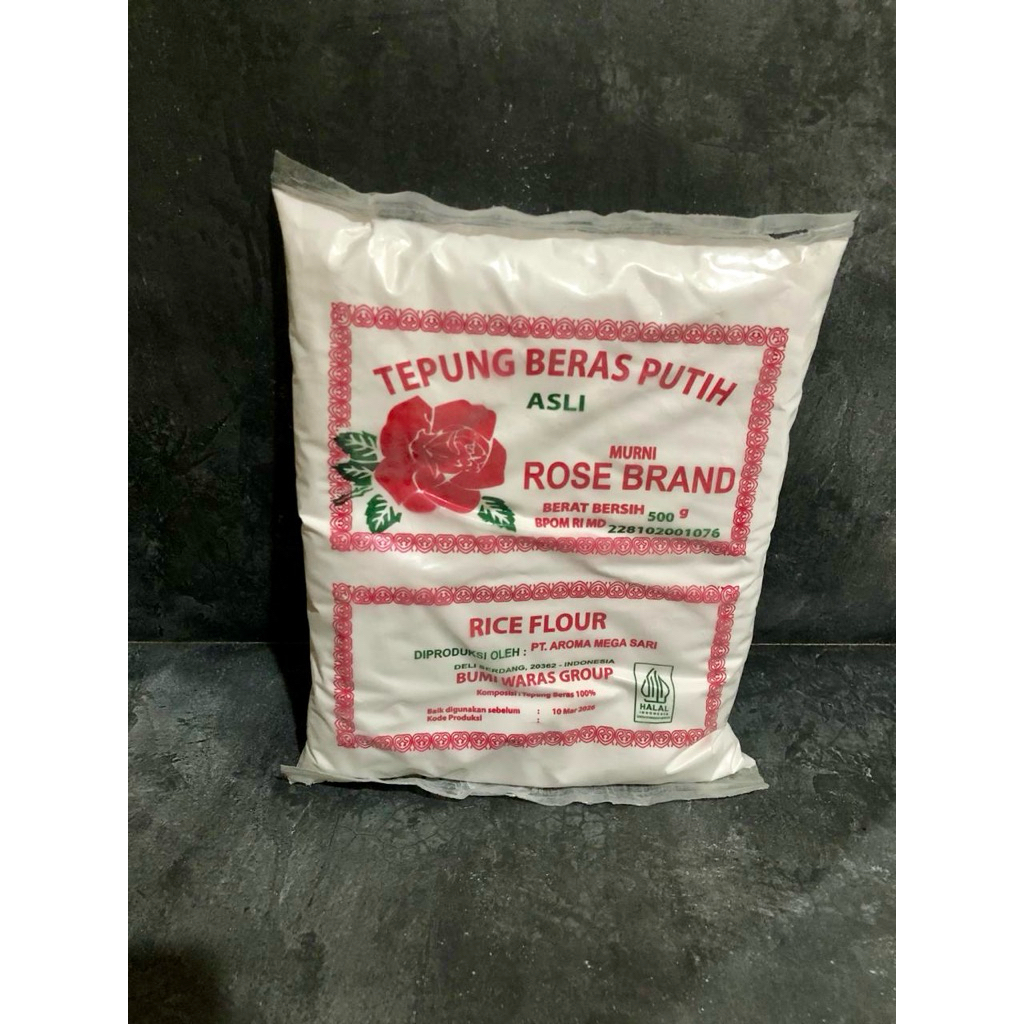 TEPUNG BERAS PUTIH
ASLI
MURNI
ROSE BRAND
BERAT BERSIH 500 g
BPOM RI MD 228102001076
RICE FLOUR
DIPRODUKSI OLEH : PT. AROMA MEGA SARI
DELI SERDANG, 20362 - INDONESIA
BUMI WARAS GROUP
Komposisi : Tepung Beras 100%
Baik digunakan sebelum : 10 Mar 2026
Kode Produksi :
HALAL
INDONESIA